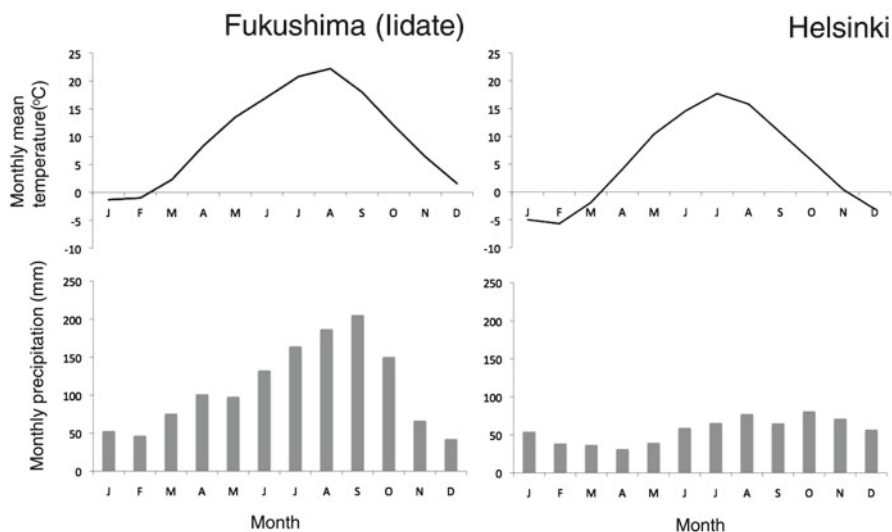 Fukushima (Iidate)
Helsinki
Monthly mean
temperature(°C)
25
20
15
10
5
0
-5
-10
J F M A M J J A S O N D
25
20
15
10
5
0
-5
-10
J F M A M J J A S O N D
Monthly precipitation (mm)
250
200
150
100
50
0
J F M A M J J A S O N D
Month
250
200
150
100
50
0
J F M A M J J A S O N D
Month